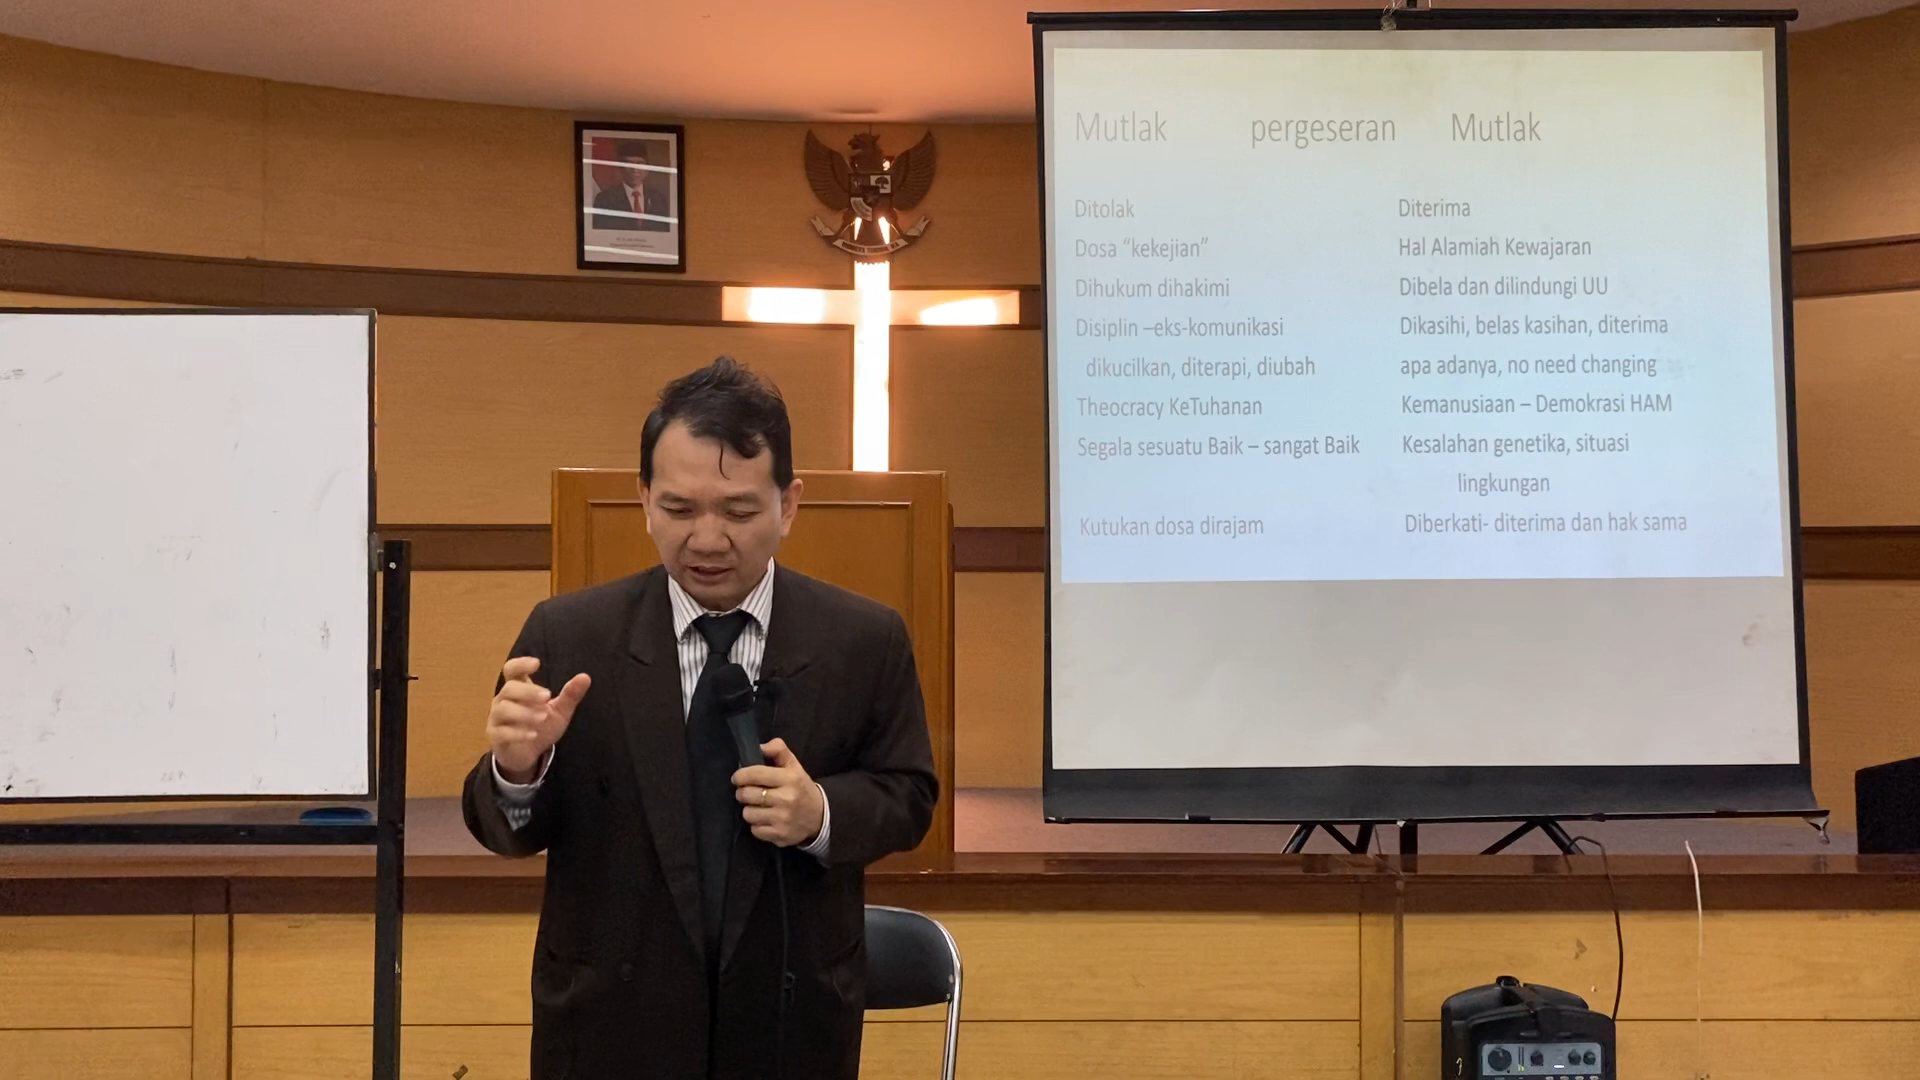 Mutlak pergeseran Mutlak
Ditolak Diterima
Dosa “kekejian” Hal Alamiah Kewajaran
Dihukum dihakimi Dibela dan dilindungi UU
Disiplin –eks-komunikasi Dikasihi, belas kasihan, diterima
dikucilkan, diterapi, diubah apa adanya, no need changing
Theocracy KeTuhanan Kemanusiaan – Demokrasi HAM
Segala sesuatu Baik – sangat Baik Kesalahan genetika, situasi
lingkungan
Kutukan dosa dirajam Diberkati- diterima dan hak sama